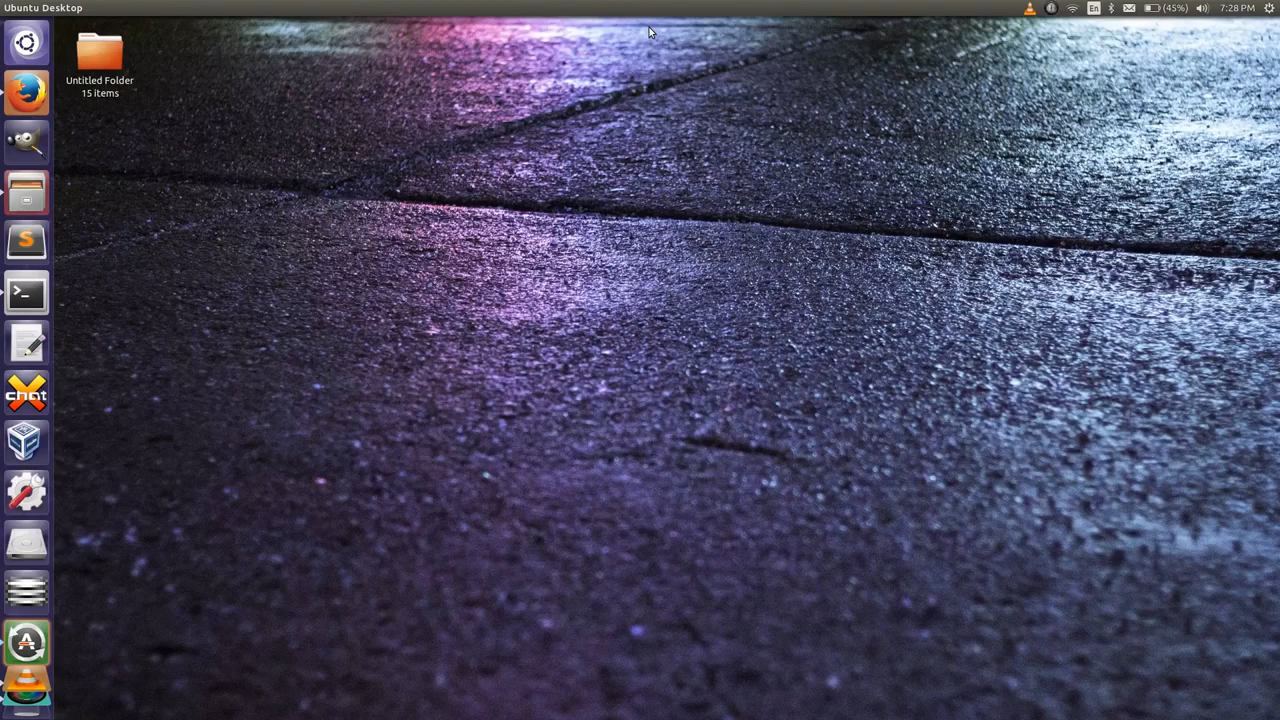 Ubuntu Desktop
En
(45%)
7:28 PM
Untitled Folder
15 items
S
>_
chat
A